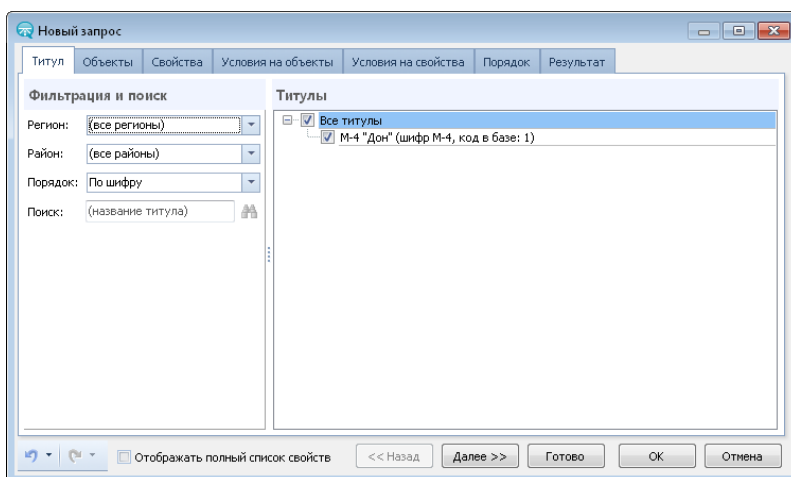 Новый запрос
Титул Объекты Свойства Условия на объекты Условия на свойства Порядок Результат
Фильтрация и поиск
Регион: (все регионы)
Район: (все районы)
Порядок: По шифру
Поиск: (название титула)
Титулы
Все титулы
М-4 "Дон" (шифр М-4, код в базе: 1)
Отображать полный список свойств << Назад Далее >> Готово ОК Отмена